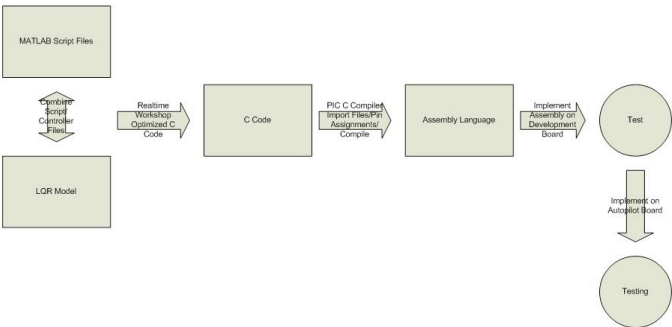 MATLAB Script Files
Combine
Script/
Controller
Files
LQR Model
Realtime
Workshop
Optimized C
Code
C Code
PIC C Compiler
Import Files/Pin
Assignments/
Compile
Assembly Language
Implement
Assembly on
Development
Board
Test
Implement on
Autopilot Board
Testing